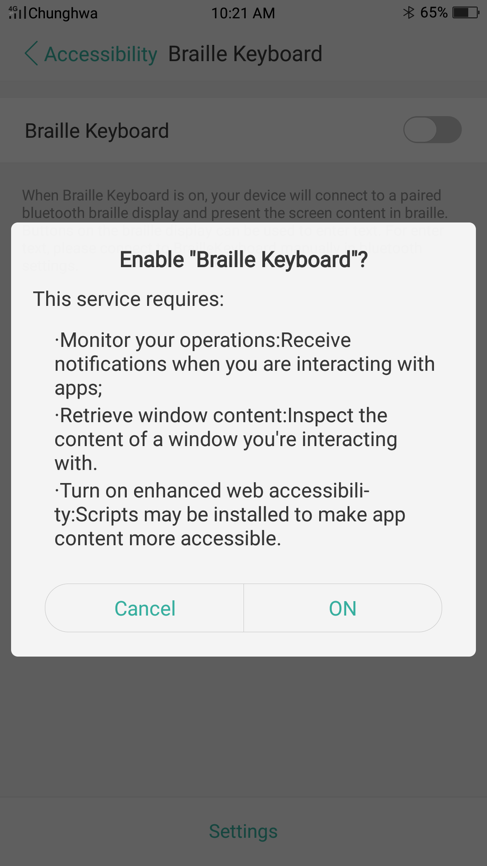 4G Chunghwa 10:21 AM 65%
Accessibility Braille Keyboard
Braille Keyboard
When Braille Keyboard is on, your device will connect to a paired
bluetooth braille display and present the screen content in braille.
Enable "Braille Keyboard"?
This service requires:
·Monitor your operations:Receive
notifications when you are interacting with
apps;
·Retrieve window content:Inspect the
content of a window you're interacting
with.
·Turn on enhanced web accessibili-
ty:Scripts may be installed to make app
content more accessible.
Cancel ON
Settings